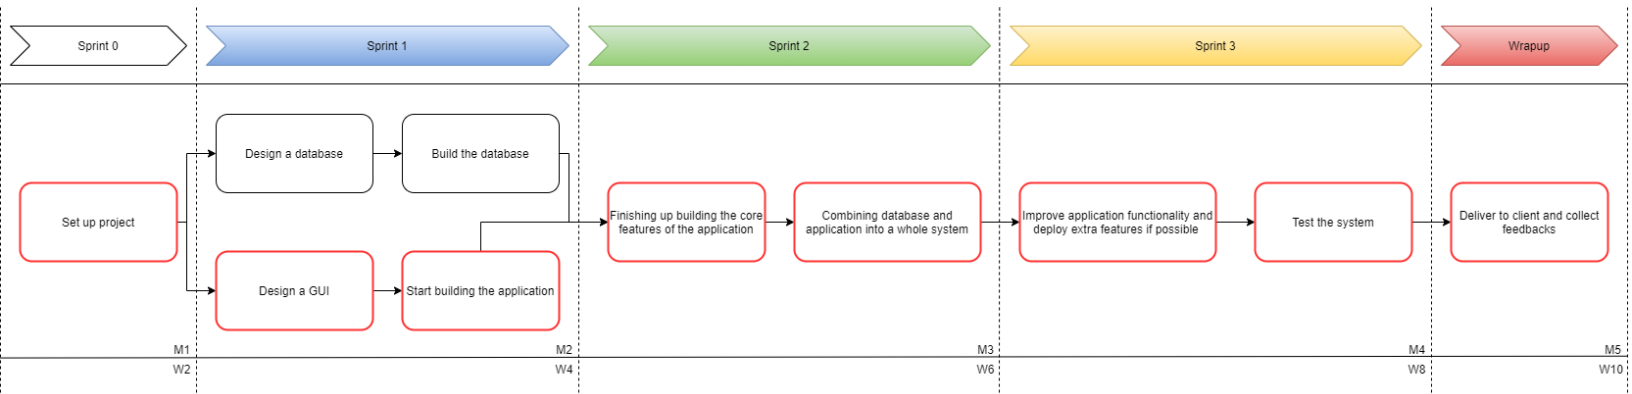 Sprint 0
Sprint 1
Sprint 2
Sprint 3
Wrapup
Design a database
Build the database
Set up project
Finishing up building the core
features of the application
Combining database and
application into a whole system
Improve application functionality and
deploy extra features if possible
Test the system
Deliver to client and collect
feedbacks
Design a GUI
Start building the application
M1
M2
M3
M4
M5
W2
W4
W6
W8
W10